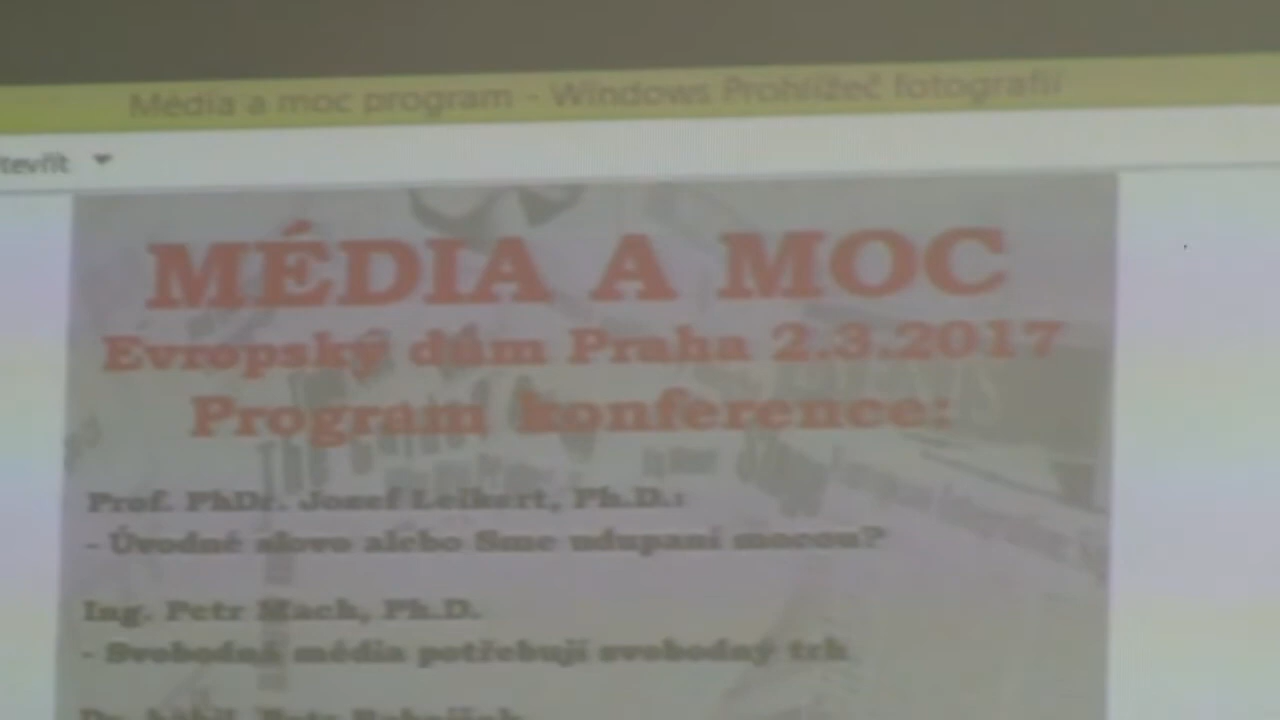 Média a moc program - Windows Prohlížeč fotografií
tevřít
MÉDIA A MOC
Evropský dům Praha 2.3.2017
Program konference:
Prof. PhDr. Jozef Leikert, Ph.D.:
- Úvodné slovo alebo Sme udupaní mocou?
Ing. Petr Mach, Ph.D.
- Svobodná média potřebují svobodný trh